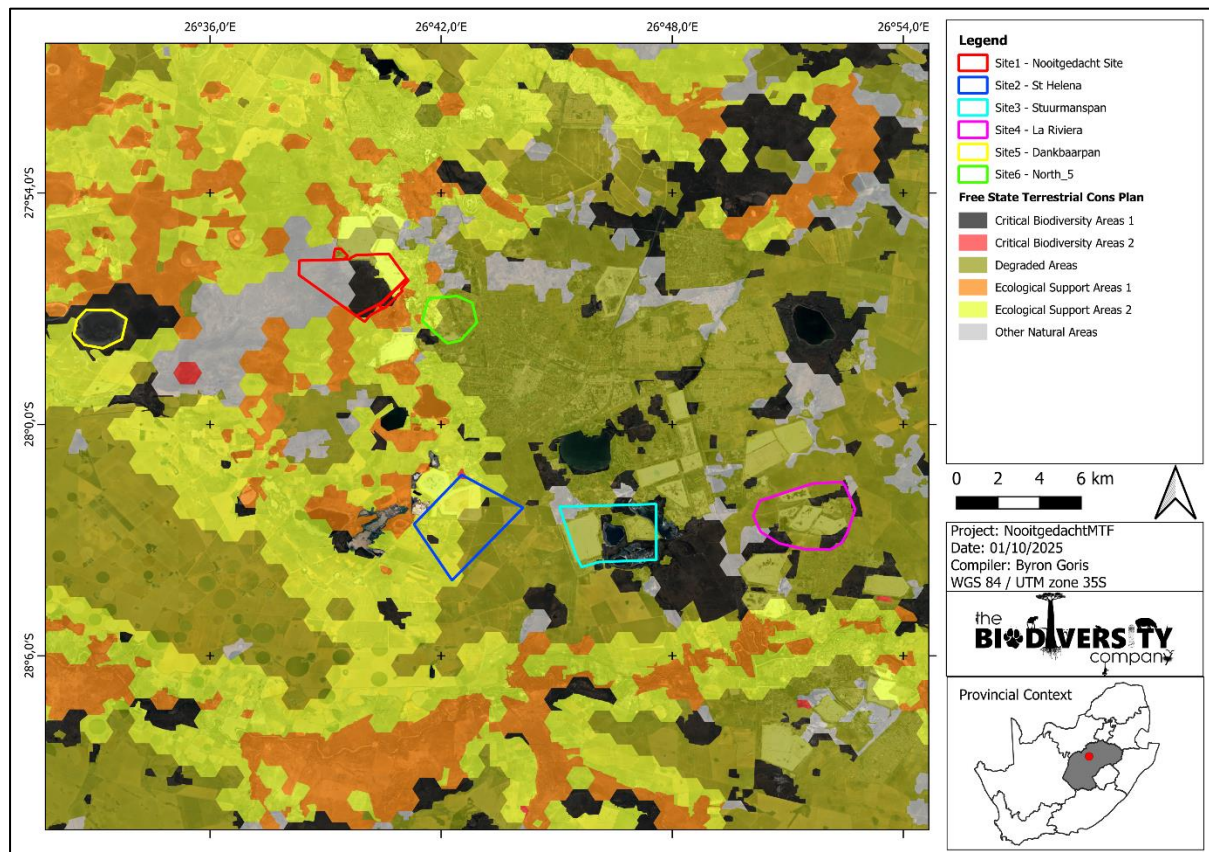 26°36,0'E
26°42,0'E
26°48,0'E
26°54,0'E
27°54,0'S
28°0,0'S
28°6,0'S
Legend
Site1 - Nooitgedacht Site
Site2 - St Helena
Site3 - Stuurmanspan
Site4 - La Riviera
Site5 - Dankbaarpan
Site6 - North_5
Free State Terrestrial Cons Plan
Critical Biodiversity Areas 1
Critical Biodiversity Areas 2
Degraded Areas
Ecological Support Areas 1
Ecological Support Areas 2
Other Natural Areas
0 2 4 6 km
Project: NooitgedachtMTF
Date: 01/10/2025
Compiler: Byron Goris
WGS 84 / UTM zone 35S
the
BIODIVERSITY
company
Provincial Context